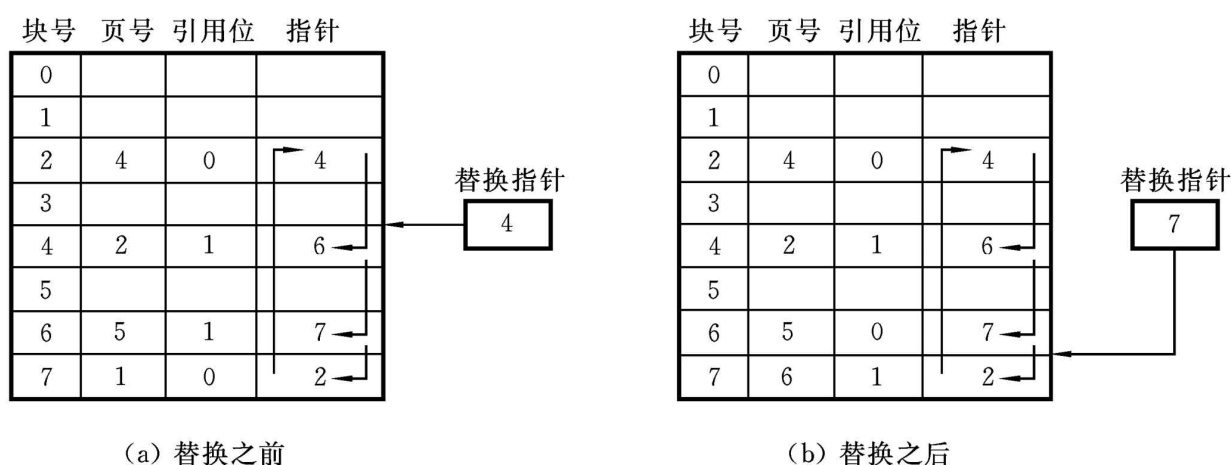 块号 页号 引用位 指针
0
1
2 4 0 4
3
4 2 1 6
5
6 5 1 7
7 1 0 2
替换指针
4
(a) 替换之前
块号 页号 引用位 指针
0
1
2 4 0 4
3
4 2 1 6
5
6 5 0 7
7 6 1 2
替换指针
7
(b) 替换之后